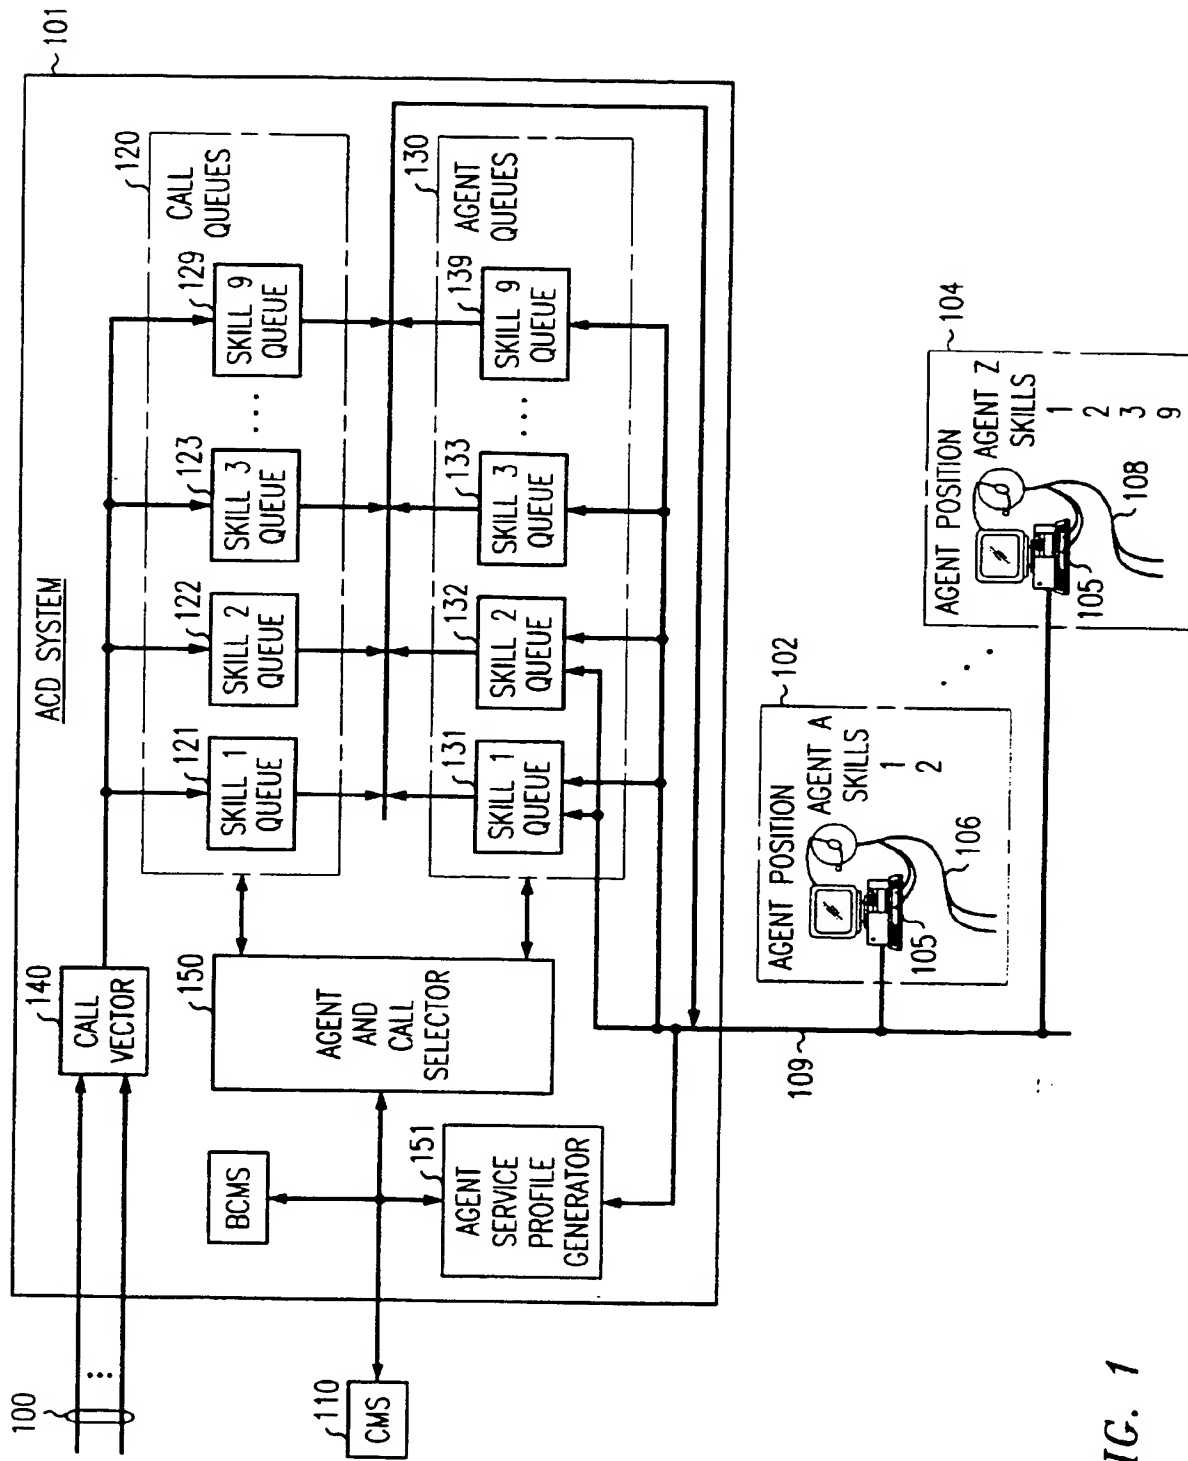 101
ACD SYSTEM
120
CALL
QUEUES
121
SKILL 1
QUEUE
122
SKILL 2
QUEUE
123
SKILL 3
QUEUE
...
129
SKILL 9
QUEUE
130
AGENT
QUEUES
131
SKILL 1
QUEUE
132
SKILL 2
QUEUE
133
SKILL 3
QUEUE
...
139
SKILL 9
QUEUE
100
...
140
CALL
VECTOR
150
AGENT
AND
CALL
SELECTOR
BCMS
151
AGENT
SERVICE
PROFILE
GENERATOR
110
CMS
109
102
AGENT POSITION
AGENT A
SKILLS
1
2
105
106
...
104
AGENT POSITION
AGENT Z
SKILLS
1
2
3
9
105
108
IG. 1